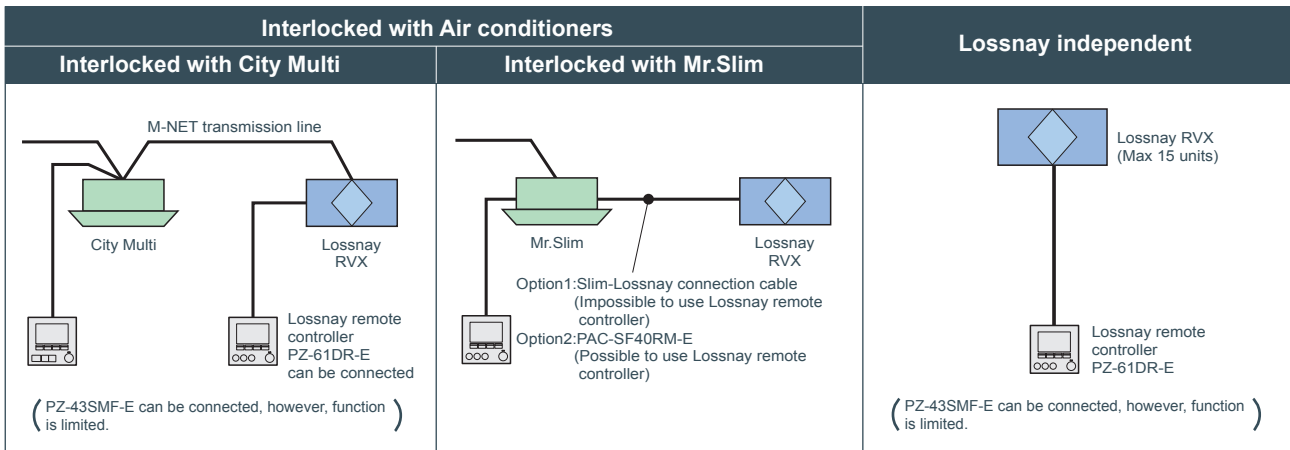 Interlocked with Air conditioners
Lossnay independent
Interlocked with City Multi
Interlocked with Mr.Slim
M-NET transmission line
City Multi
Lossnay
RVX
Lossnay remote
controller
PZ-61DR-E
can be connected
(PZ-43SMF-E can be connected, however, function
is limited.)
Mr.Slim
Lossnay
RVX
Option1:Slim-Lossnay connection cable
(Impossible to use Lossnay remote
controller)
Option2:PAC-SF40RM-E
(Possible to use Lossnay remote
controller)
Lossnay RVX
(Max 15 units)
Lossnay remote
controller
PZ-61DR-E
(PZ-43SMF-E can be connected, however, function
is limited.)